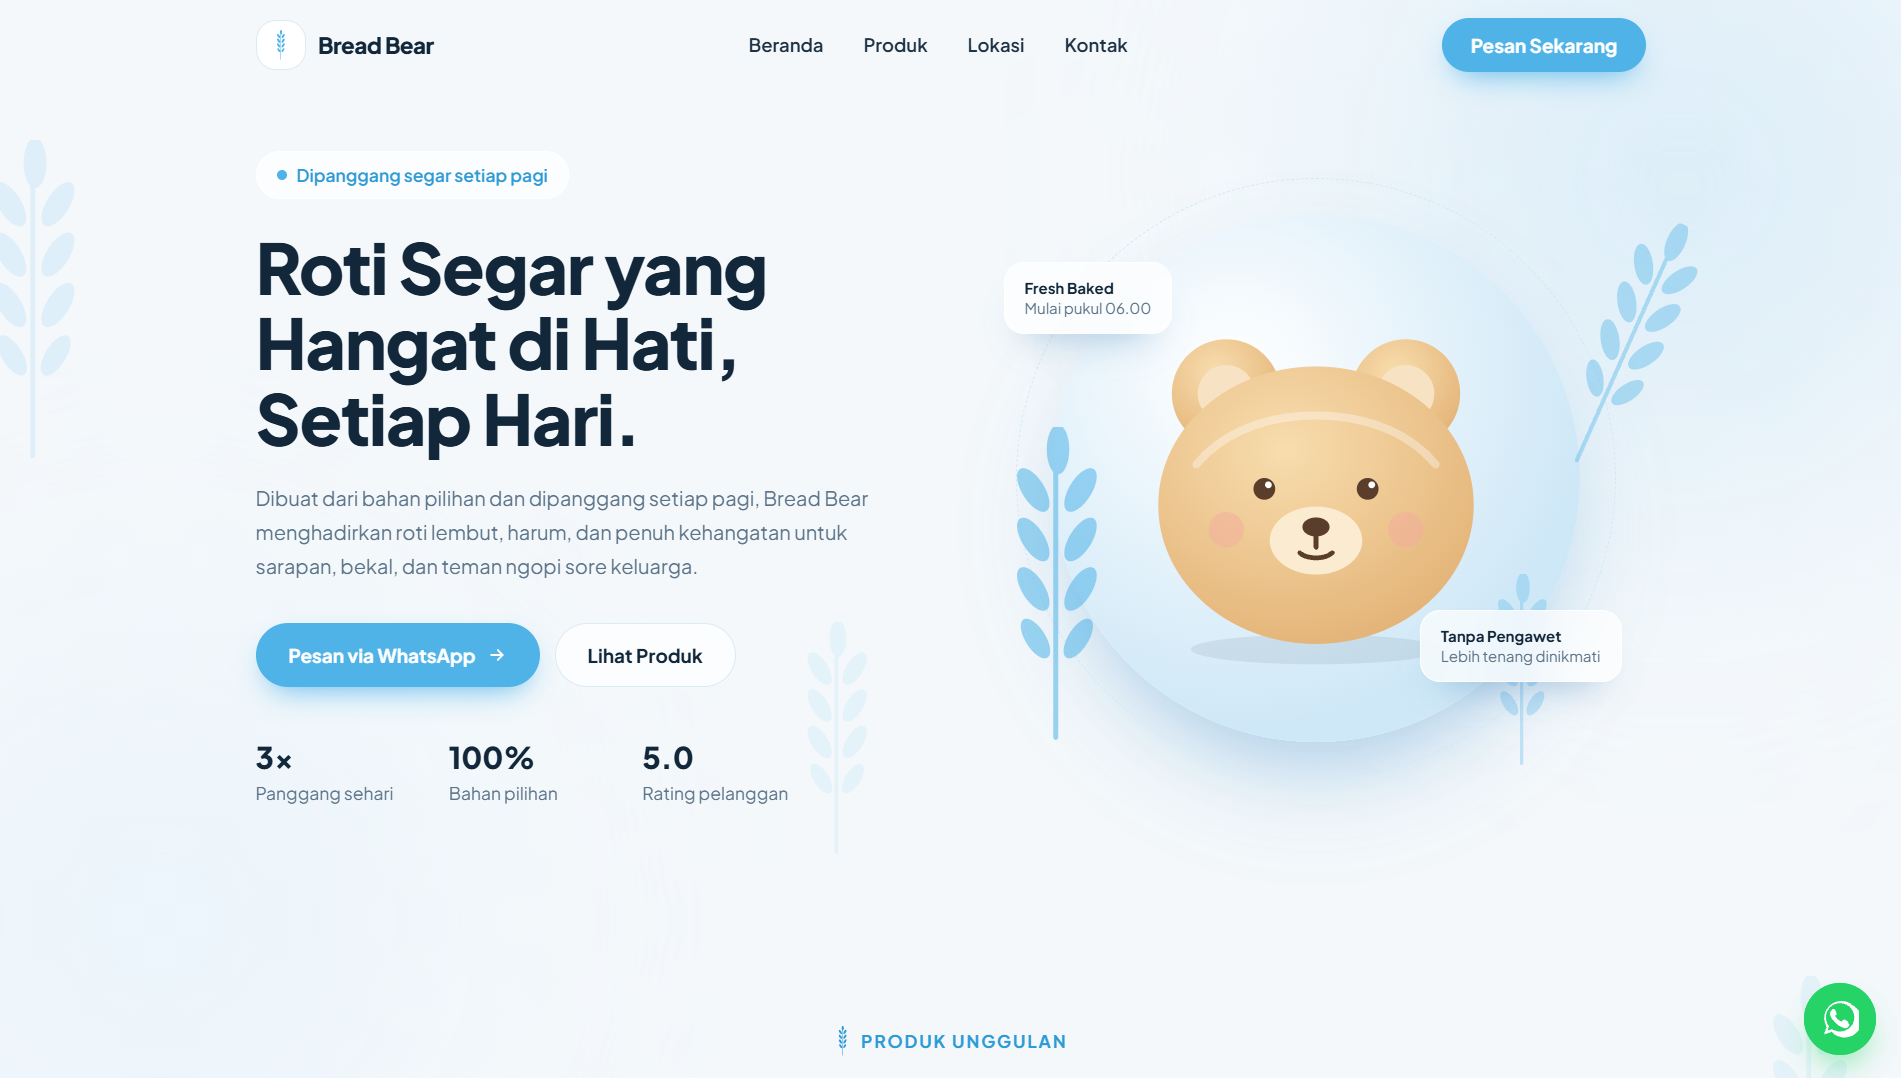 Bread Bear
Beranda
Produk
Lokasi
Kontak
Pesan Sekarang
Dipanggang segar setiap pagi
Roti Segar yang
Hangat di Hati,
Setiap Hari.
Dibuat dari bahan pilihan dan dipanggang setiap pagi, Bread Bear
menghadirkan roti lembut, harum, dan penuh kehangatan untuk
sarapan, bekal, dan teman ngopi sore keluarga.
Pesan via WhatsApp →
Lihat Produk
3×
Panggang sehari
100%
Bahan pilihan
5.0
Rating pelanggan
Fresh Baked
Mulai pukul 06.00
Tanpa Pengawet
Lebih tenang dinikmati
PRODUK UNGGULAN